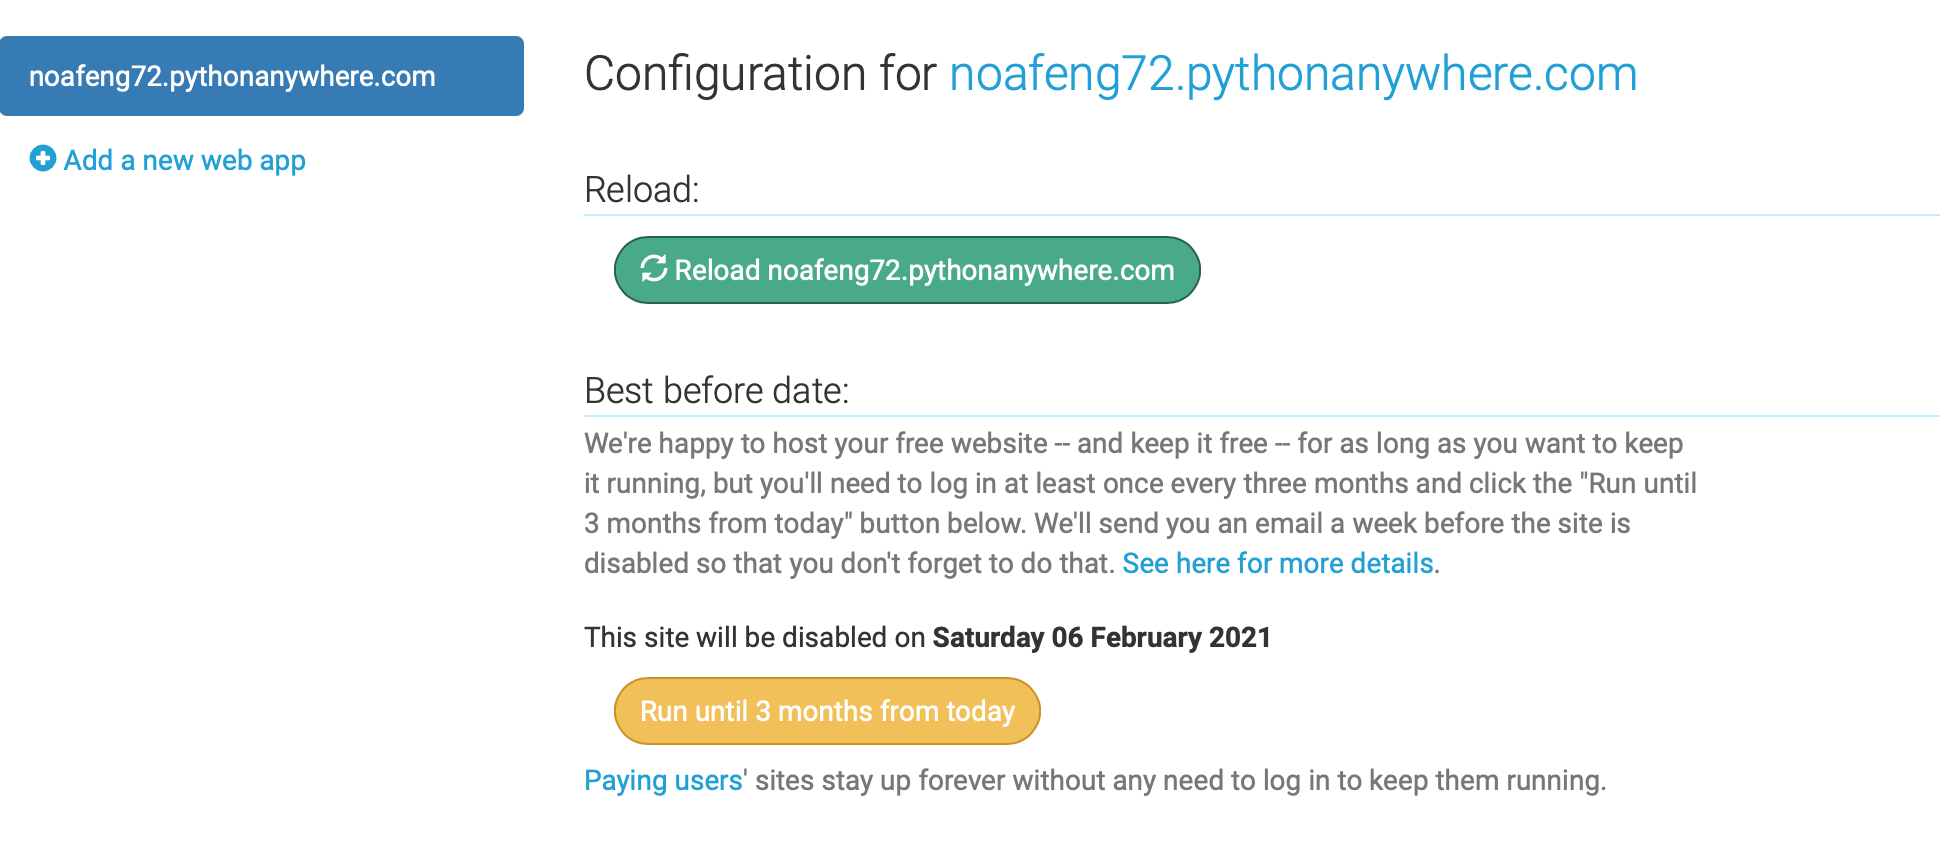 noafeng72.pythonanywhere.com
Add a new web app
Configuration for noafeng72.pythonanywhere.com
Reload:
Reload noafeng72.pythonanywhere.com
Best before date:
We're happy to host your free website -- and keep it free -- for as long as you want to keep
it running, but you'll need to log in at least once every three months and click the "Run until
3 months from today" button below. We'll send you an email a week before the site is
disabled so that you don't forget to do that. See here for more details.
This site will be disabled on Saturday 06 February 2021
Run until 3 months from today
Paying users' sites stay up forever without any need to log in to keep them running.